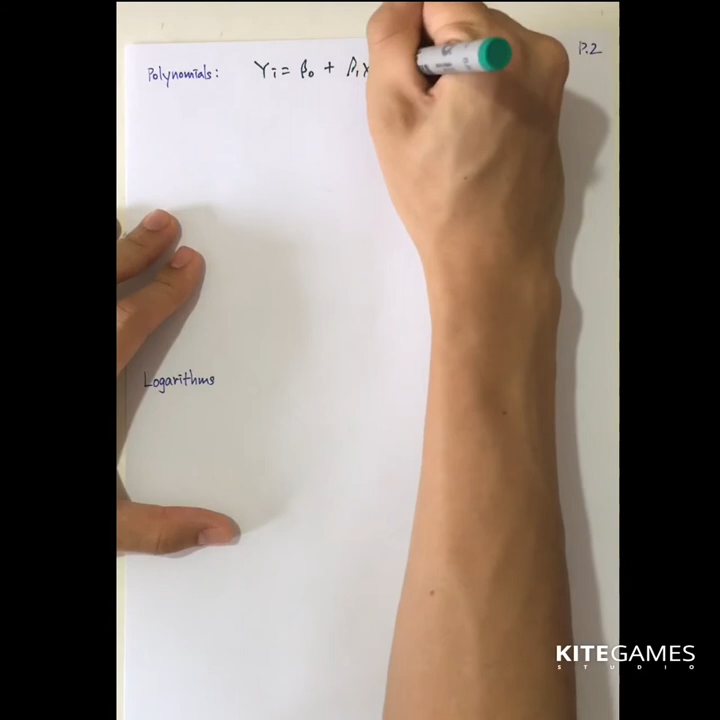 P.2
Polynomials: Yi = β0 + β1X
Logarithms
KITEGAMES
STUDIO